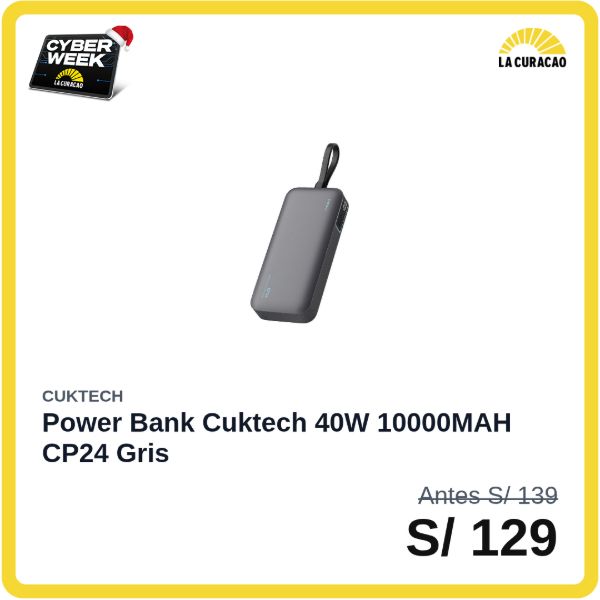 CYBER
WEEK
LA CURACAO
LA CURACAO
CUKTECH
Power Bank Cuktech 40W 10000MAH
CP24 Gris
Antes S/ 139
S/ 129